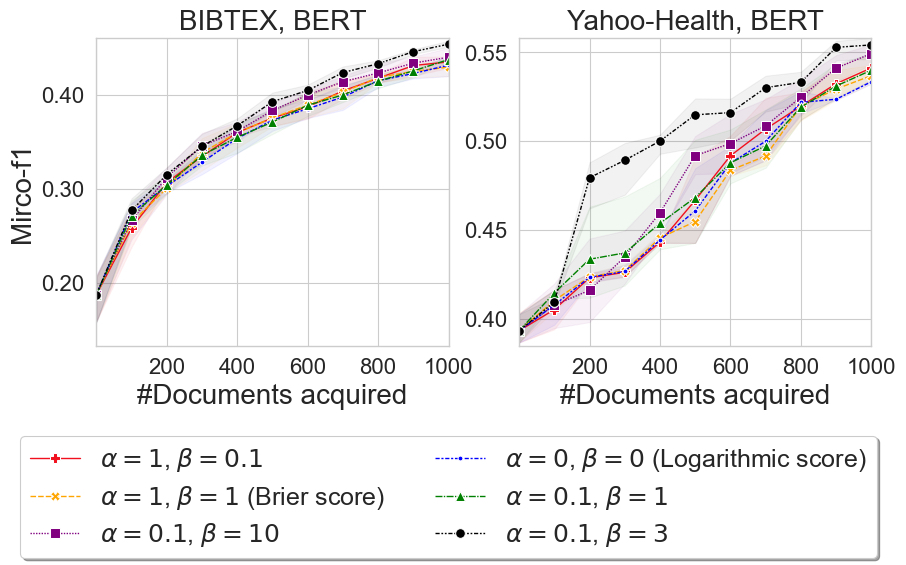 BIBTEX, BERT
Yahoo-Health, BERT
Mirco-f1
0.40
0.30
0.20
200 400 600 800 1000
#Documents acquired
0.55
0.50
0.45
0.40
200 400 600 800 1000
#Documents acquired
α = 1, β = 0.1
α = 1, β = 1 (Brier score)
α = 0.1, β = 10
α = 0, β = 0 (Logarithmic score)
α = 0.1, β = 1
α = 0.1, β = 3